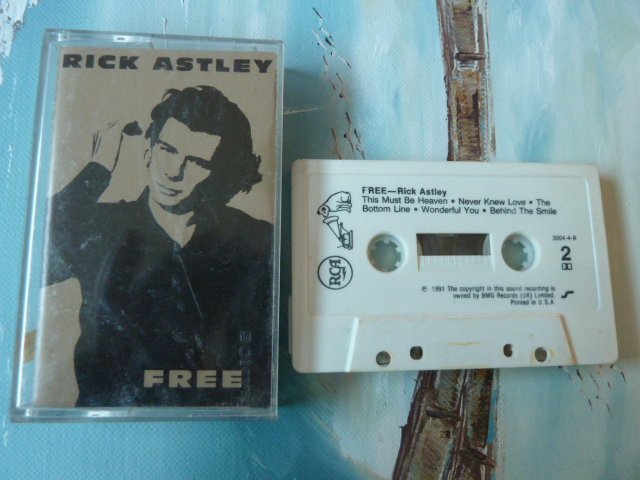 RICK ASTLEY
FREE
FREE—Rick Astley
This Must Be Heaven • Never Knew Love • The
Bottom Line • Wonderful You • Behind The Smile
3004-4-R
2
RCA
℗ 1991 The copyright in this sound recording is
owned by BMG Records (UK) Limited.
Printed in U.S.A.